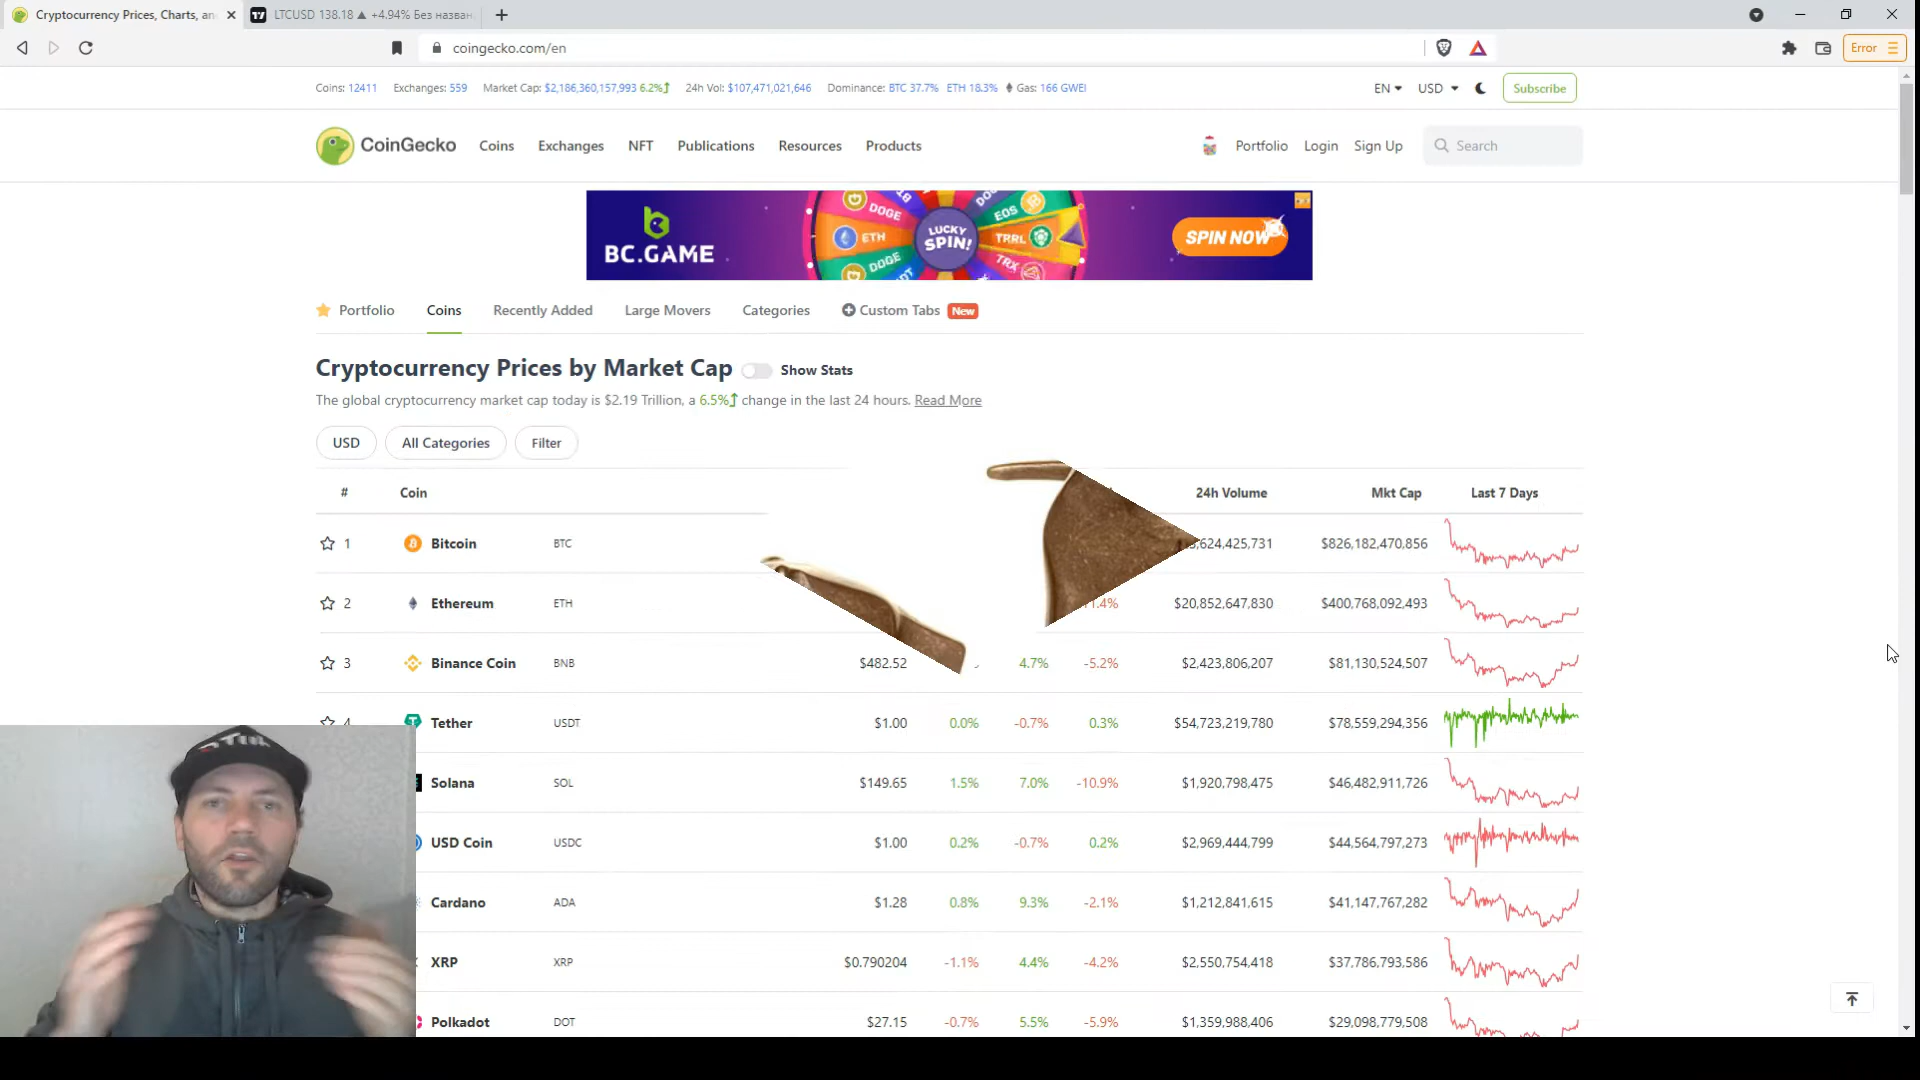 Cryptocurrency Prices, Charts, an
LTCUSD 138.18 ▲ +4.94% Без назван
coingecko.com/en
Error
Coins: 12411 Exchanges: 559 Market Cap: $2,186,360,157,993 6.2% 24h Vol: $107,471,021,646 Dominance: BTC 37.7% ETH 18.3% Gas: 166 GWEI
EN USD Subscribe
CoinGecko Coins Exchanges NFT Publications Resources Products Portfolio Login Sign Up Search
BC.GAME
DOGE
ETH
DOGE
LUCKY SPIN!
EOS
TRRL
TRX
SPIN NOW
Portfolio Coins Recently Added Large Movers Categories Custom Tabs New
Cryptocurrency Prices by Market Cap Show Stats
The global cryptocurrency market cap today is $2.19 Trillion, a 6.5% change in the last 24 hours. Read More
USD All Categories Filter
# Coin 24h Volume Mkt Cap Last 7 Days
1 Bitcoin BTC 624,425,731 $826,182,470,856
2 Ethereum ETH 1.4% $20,852,647,830 $400,768,092,493
3 Binance Coin BNB $482.52 4.7% -5.2% $2,423,806,207 $81,130,524,507
4 Tether USDT $1.00 0.0% -0.7% 0.3% $54,723,219,780 $78,559,294,356
Solana SOL $149.65 1.5% 7.0% -10.9% $1,920,798,475 $46,482,911,726
USD Coin USDC $1.00 0.2% -0.7% 0.2% $2,969,444,799 $44,564,797,273
Cardano ADA $1.28 0.8% 9.3% -2.1% $1,212,841,615 $41,147,767,282
XRP XRP $0.790204 -1.1% 4.4% -4.2% $2,550,754,418 $37,786,793,586
Polkadot DOT $27.15 -0.7% 5.5% -5.9% $1,359,988,406 $29,098,779,508